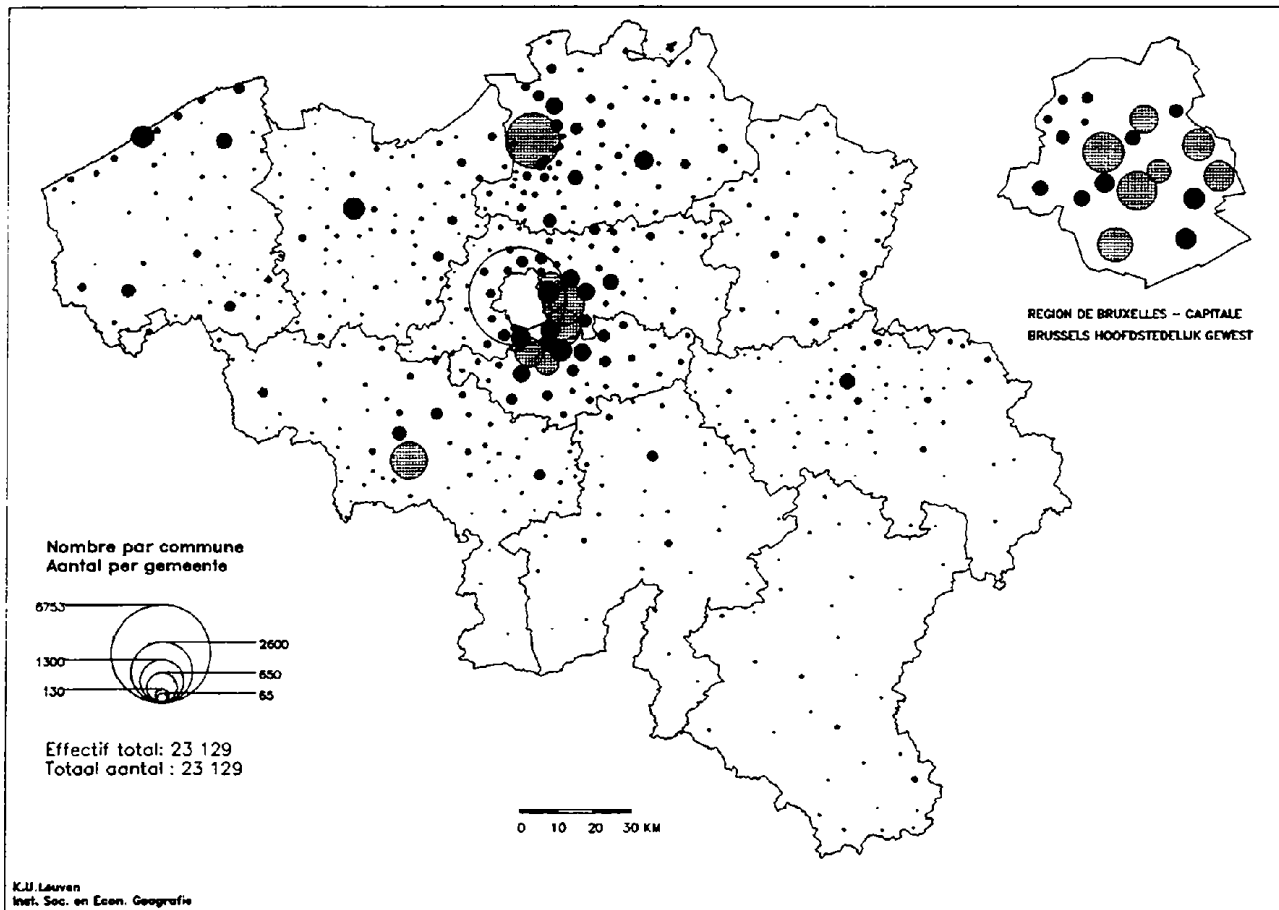 REGION DE BRUXELLES – CAPITALE
BRUSSELS HOOFDSTEDELIJK GEWEST
Nombre par commune
Aantal per gemeente
6753
2600
1300
650
130
65
Effectif total: 23 129
Totaal aantal : 23 129
0 10 20 30 KM
K.U.Leuven
Inst. Soc. en Econ. Geografie